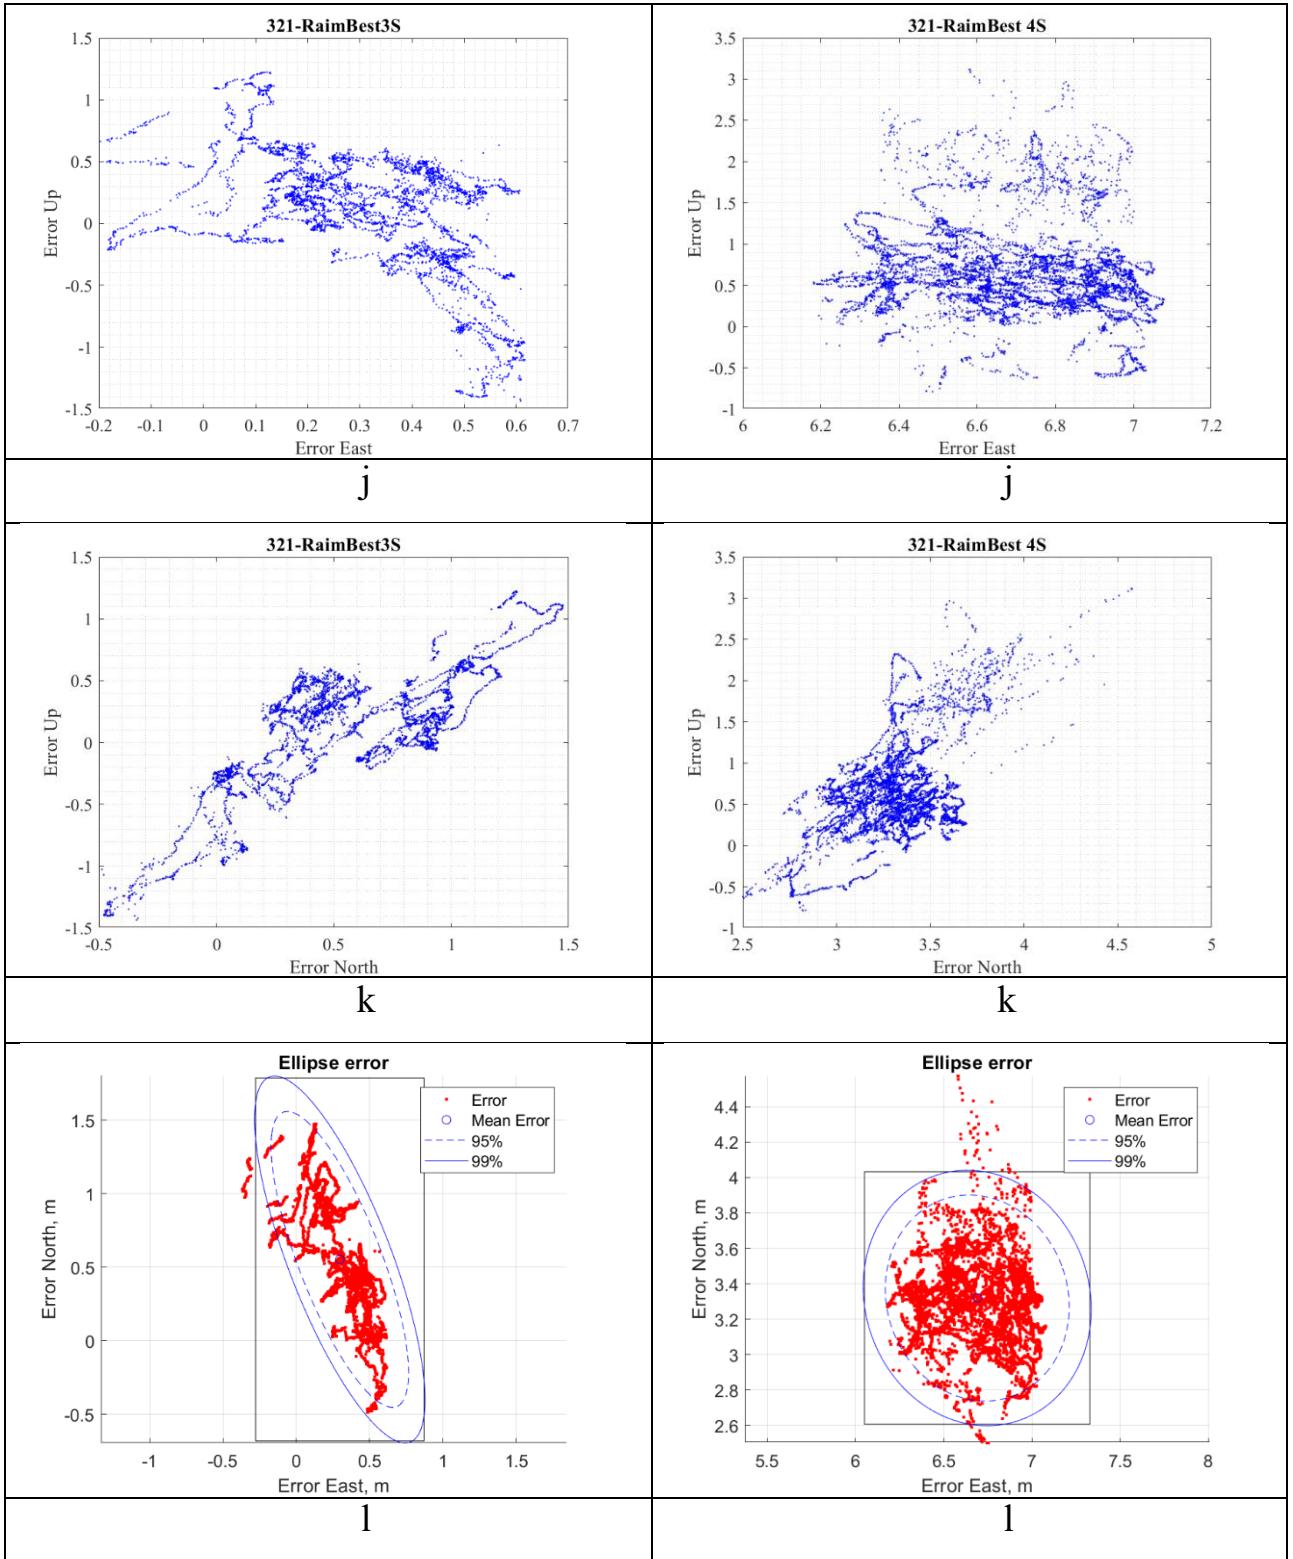 321-RaimBest3S
1.5
1
0.5
0
-0.5
-1
-1.5
Error Up
-0.2 -0.1 0 0.1 0.2 0.3 0.4 0.5 0.6 0.7
Error East
321-RaimBest 4S
3.5
3
2.5
2
1.5
1
0.5
0
-0.5
-1
Error Up
6 6.2 6.4 6.6 6.8 7 7.2
Error East
j
j
321-RaimBest3S
1.5
1
0.5
0
-0.5
-1
-1.5
Error Up
-0.5 0 0.5 1 1.5
Error North
321-RaimBest 4S
3.5
3
2.5
2
1.5
1
0.5
0
-0.5
-1
Error Up
2.5 3 3.5 4 4.5 5
Error North
k
k
Ellipse error
Error
Mean Error
95%
99%
1.5
1
0.5
0
-0.5
Error North, m
-1 -0.5 0 0.5 1 1.5
Error East, m
Ellipse error
Error
Mean Error
95%
99%
4.4
4.2
4
3.8
3.6
3.4
3.2
3
2.8
2.6
Error North, m
5.5 6 6.5 7 7.5 8
Error East, m
l
l